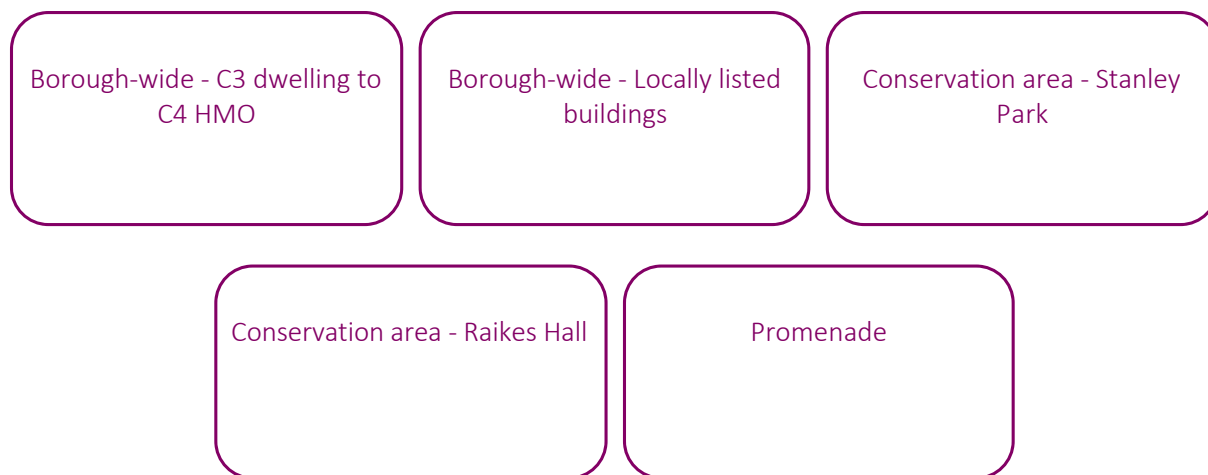 Borough-wide - C3 dwelling to
C4 HMO
Borough-wide - Locally listed
buildings
Conservation area - Stanley
Park
Conservation area - Raikes Hall
Promenade